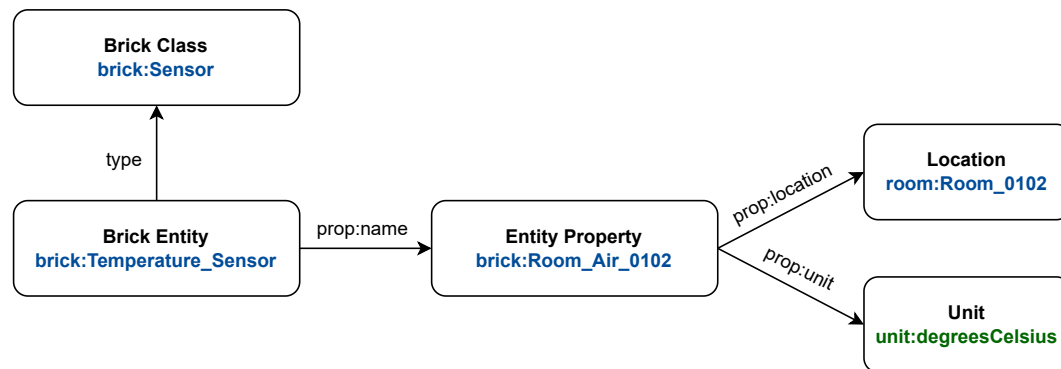 Brick Class
brick:Sensor
type
Brick Entity
brick:Temperature_Sensor
prop:name
Entity Property
brick:Room_Air_0102
prop:location
Location
room:Room_0102
prop:unit
Unit
unit:degreesCelsius